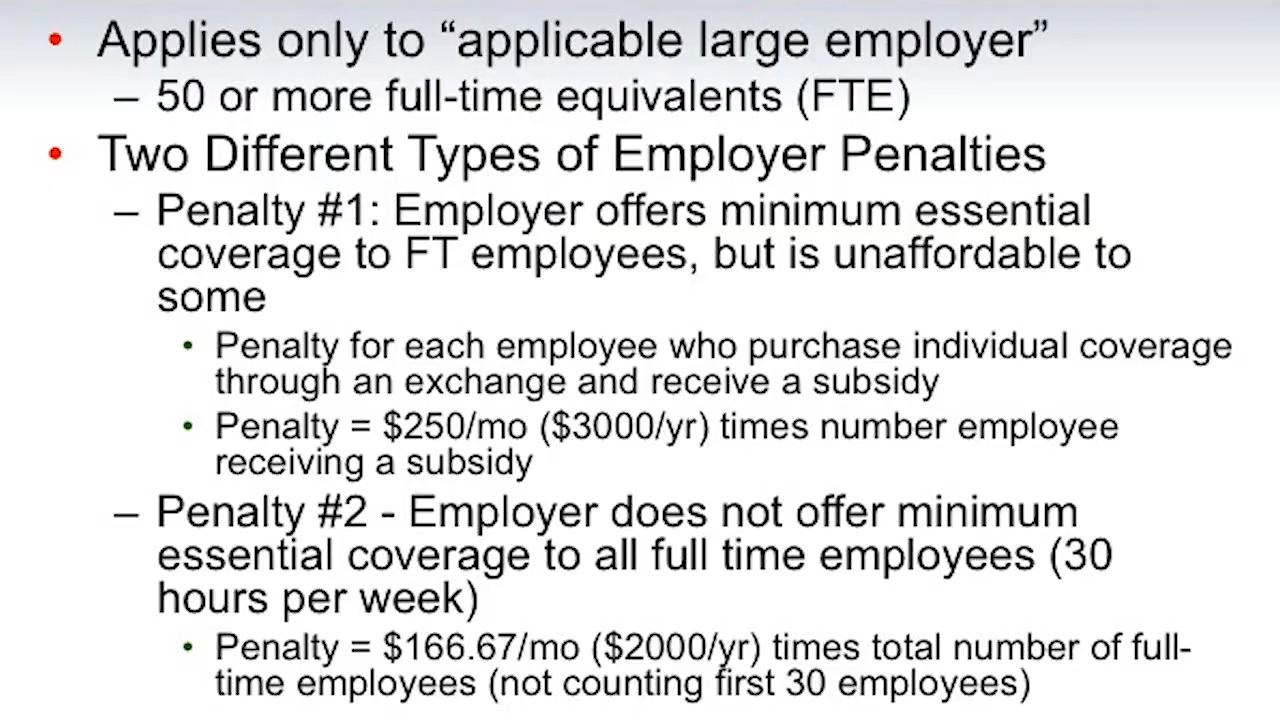 • Applies only to “applicable large employer”
– 50 or more full-time equivalents (FTE)
• Two Different Types of Employer Penalties
– Penalty #1: Employer offers minimum essential
coverage to FT employees, but is unaffordable to
some
• Penalty for each employee who purchase individual coverage
through an exchange and receive a subsidy
• Penalty = $250/mo ($3000/yr) times number employee
receiving a subsidy
– Penalty #2 - Employer does not offer minimum
essential coverage to all full time employees (30
hours per week)
• Penalty = $166.67/mo ($2000/yr) times total number of full-
time employees (not counting first 30 employees)